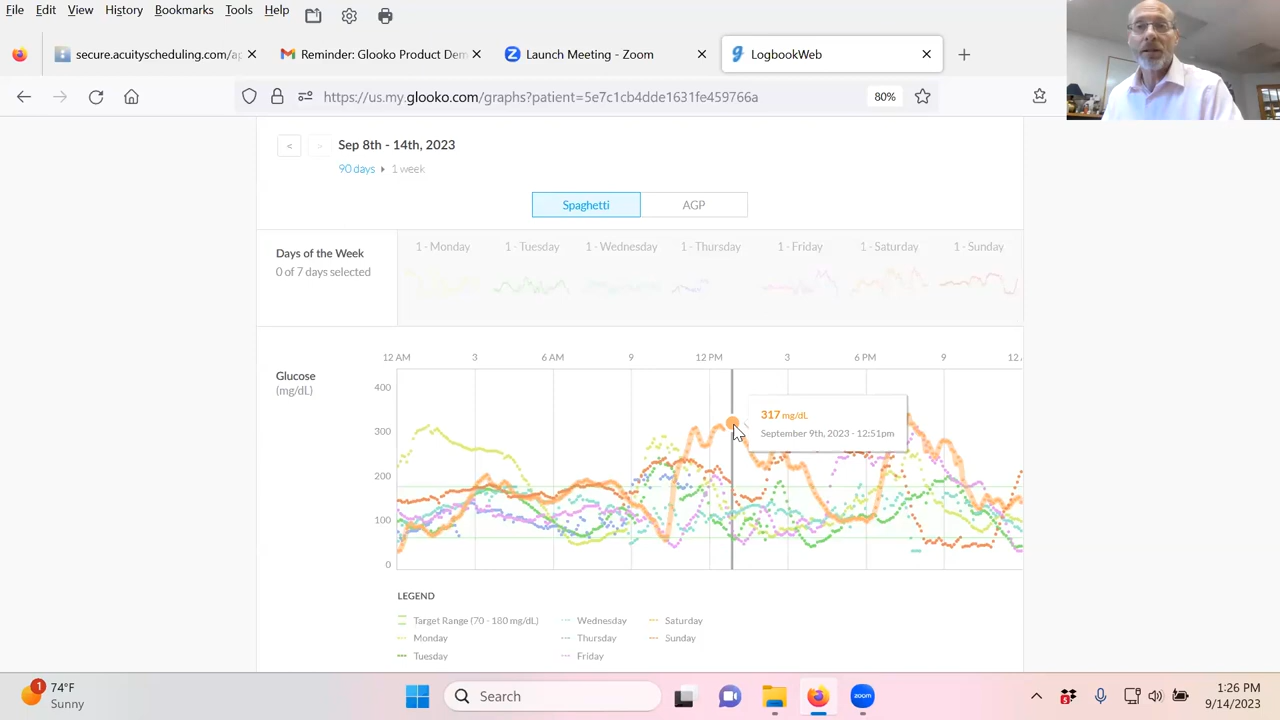 File Edit View History Bookmarks Tools Help
secure.acuityscheduling.com/ap
Reminder: Glooko Product Dem
Launch Meeting - Zoom
LogbookWeb
https://ns.my.glooko.com/graphs?patient=5e7c1cb4dde1631fe459766a
80%
< > Sep 8th - 14th, 2023
90 days 1 week
Spaghetti AGP
1 - Monday 1 - Tuesday 1 - Wednesday 1 - Thursday 1 - Friday 1 - Saturday 1 - Sunday
Days of the Week
0 of 7 days selected
12 AM 3 6 AM 9 12 PM 3 6 PM 9 12
Glucose
(mg/dL)
400
300
200
100
0
317 mg/dL
September 9th, 2023 - 12:51pm
LEGEND
Target Range (70 - 180 mg/dL) Wednesday Saturday
Monday Thursday Sunday
Tuesday Friday
1
74°F
Sunny
Search
zoom
1:26 PM
9/14/2023